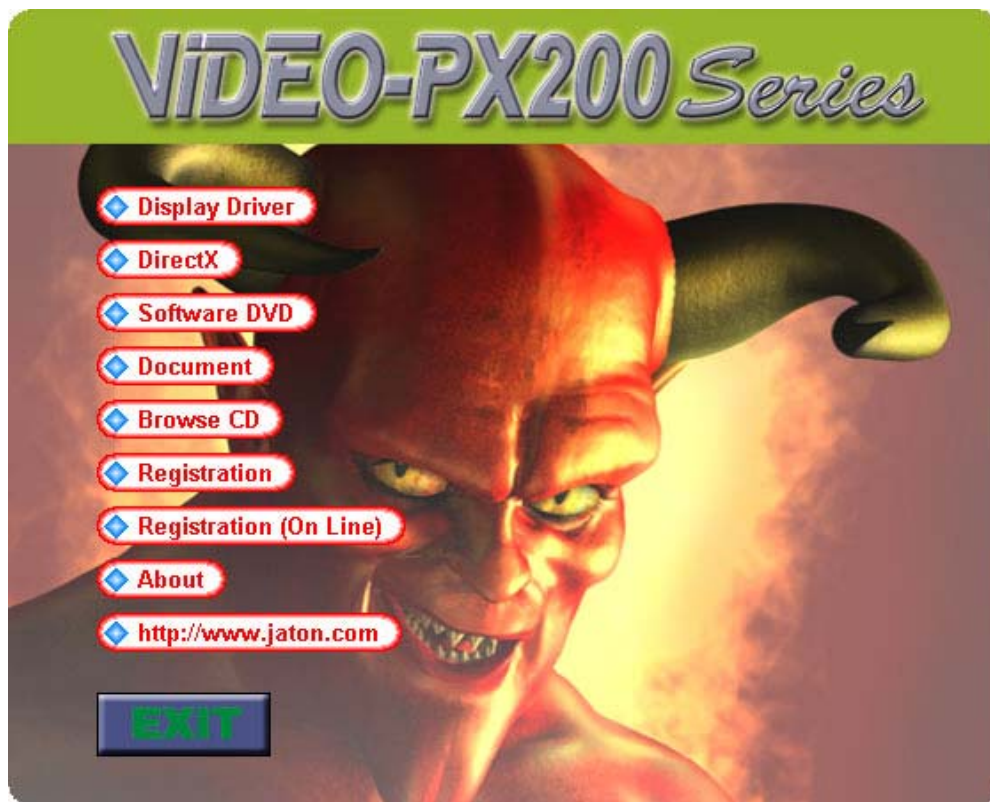 ViDEO-PX200 Series
Display Driver
DirectX
Software DVD
Document
Browse CD
Registration
Registration (On Line)
About
http://www.jaton.com
EXIT